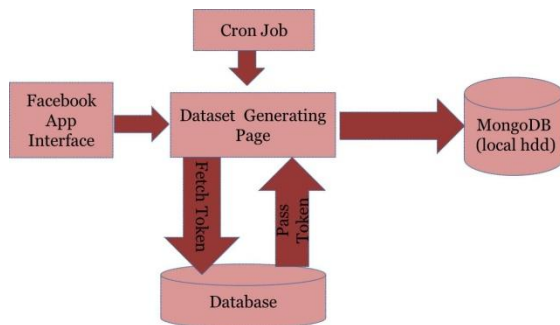 Cron Job
Facebook
App
Interface
Dataset Generating
Page
MongoDB
(local hdd)
Fetch Token
Pass
Token
Database